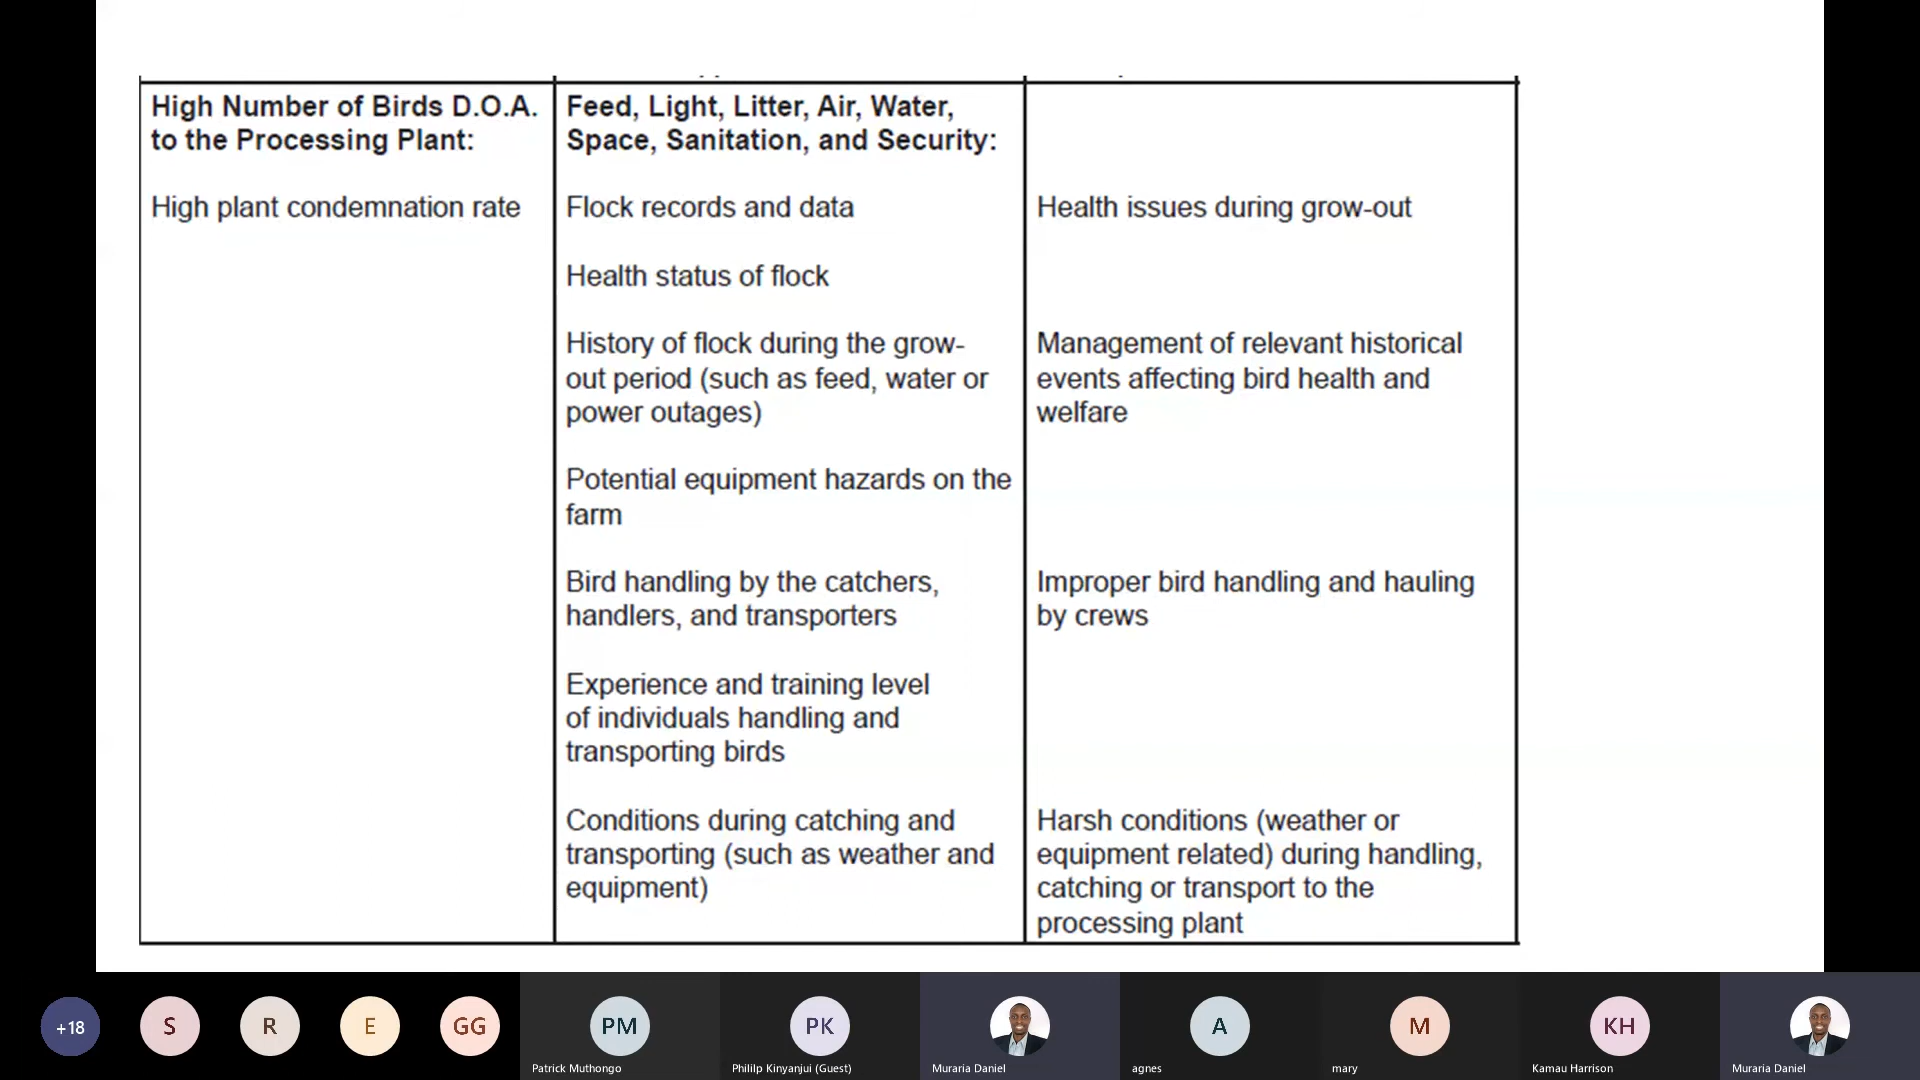 High Number of Birds D.O.A.
to the Processing Plant:
High plant condemnation rate
Feed, Light, Litter, Air, Water,
Space, Sanitation, and Security:
Flock records and data
Health status of flock
History of flock during the grow-
out period (such as feed, water or
power outages)
Potential equipment hazards on the
farm
Bird handling by the catchers,
handlers, and transporters
Experience and training level
of individuals handling and
transporting birds
Conditions during catching and
transporting (such as weather and
equipment)
Health issues during grow-out
Management of relevant historical
events affecting bird health and
welfare
Improper bird handling and hauling
by crews
Harsh conditions (weather or
equipment related) during handling,
catching or transport to the
processing plant
+18
S
R
E
GG
PM
Patrick Muthongo
PK
Phililp Kinyanjui (Guest)
Muraria Daniel
A
agnes
M
mary
KH
Kamau Harrison
Muraria Daniel